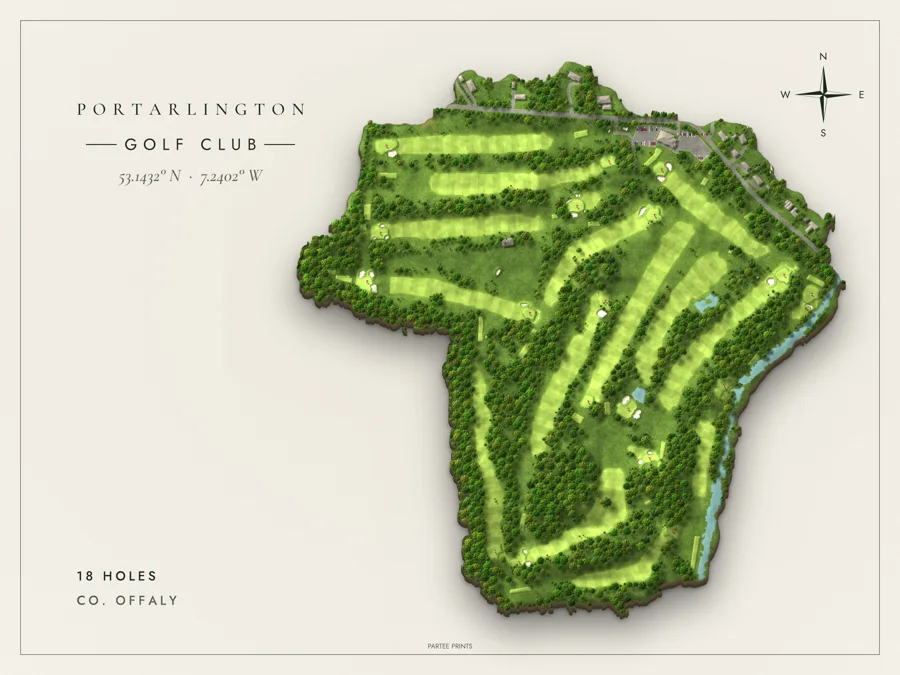 PORTARLINGTON
GOLF CLUB
53.1432° N · 7.2402° W
N
W E
S
18 HOLES
CO. OFFALY
PARTEE PRINTS